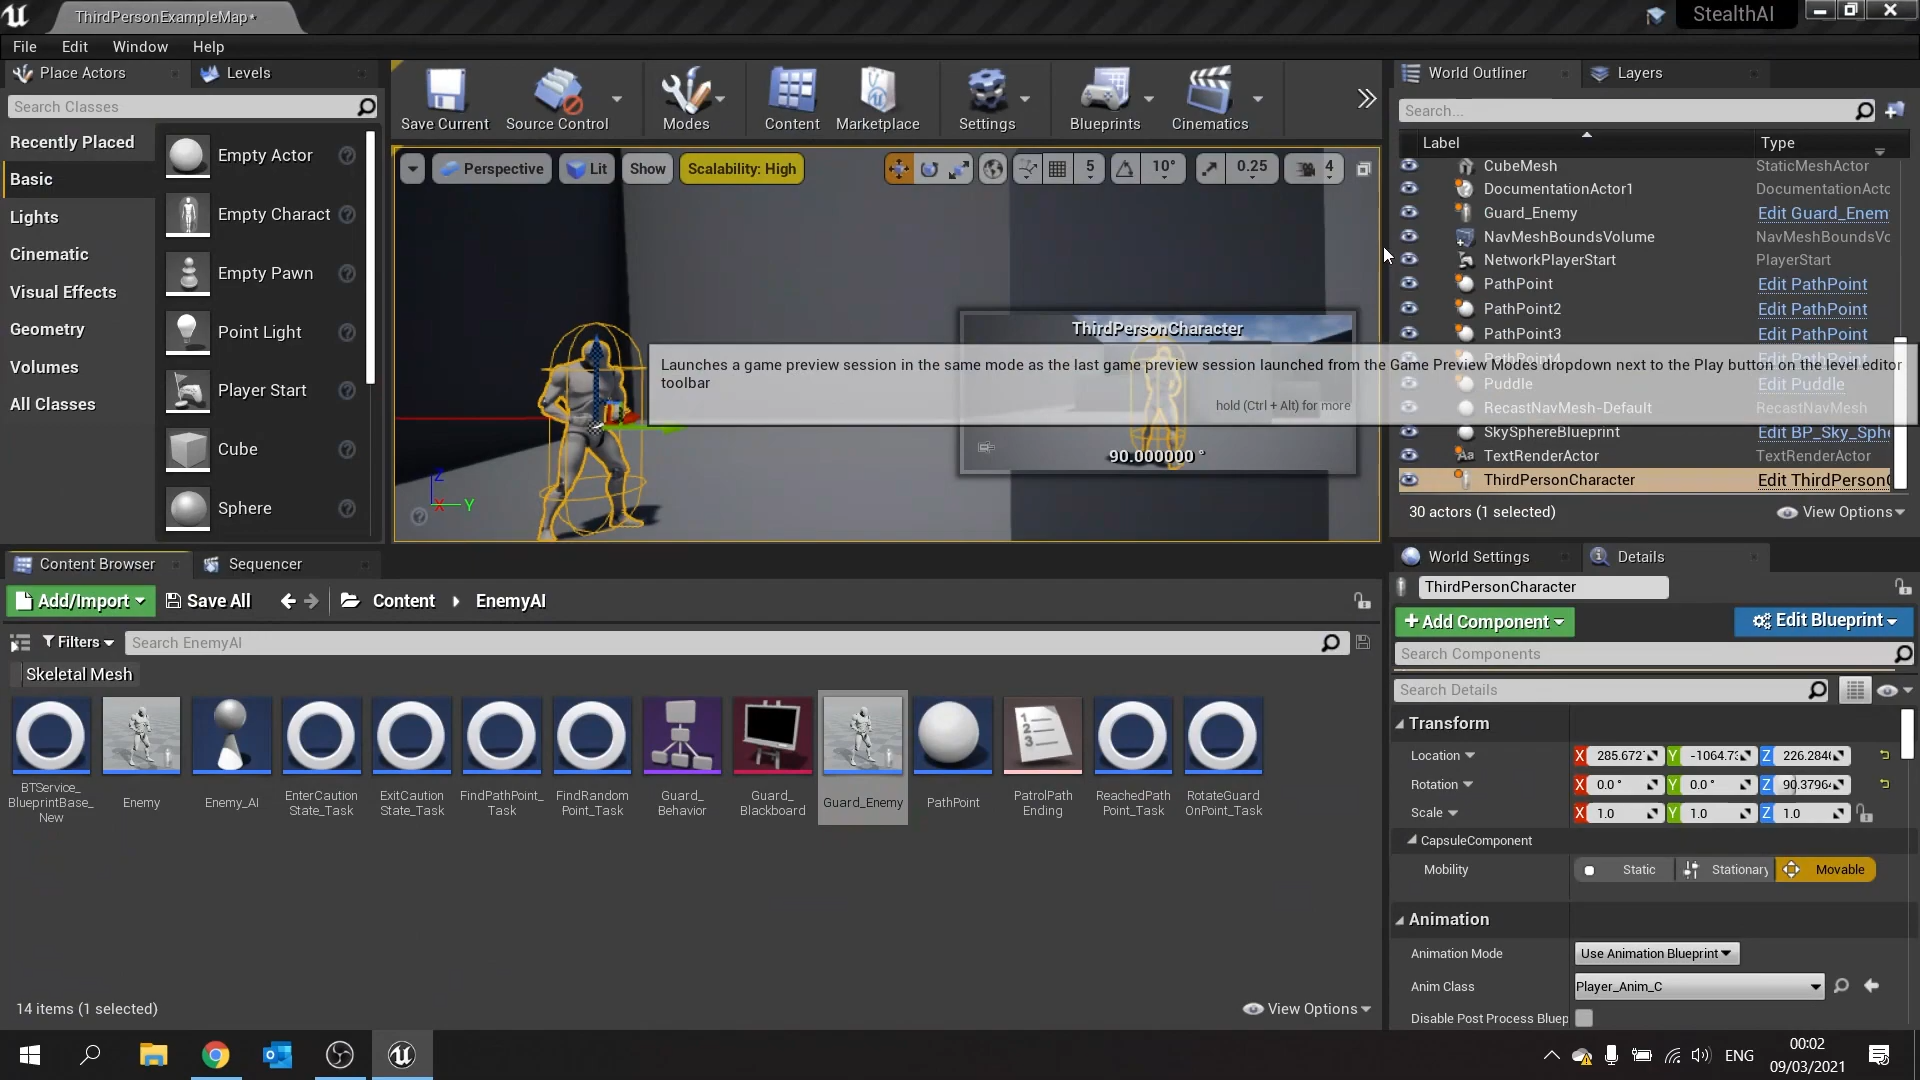 ThirdPersonExampleMap*
StealthAI
File Edit Window Help
Place Actors
Levels
Search Classes
Recently Placed
Basic
Lights
Cinematic
Visual Effects
Geometry
Volumes
All Classes
Empty Actor
Empty Charact
Empty Pawn
Point Light
Player Start
Cube
Sphere
Save Current
Source Control
Modes
Content
Marketplace
Settings
Blueprints
Cinematics
Perspective
Lit
Show
Scalability: High
5
10°
0.25
4
ThirdPersonCharacter
Launches a game preview session in the same mode as the last game preview session launched from the Game Preview Modes dropdown next to the Play button on the level editor
toolbar
hold (Ctrl + Alt) for more
90.000000 °
Z
X
Y
World Outliner
Layers
Search...
Label Type
CubeMesh StaticMeshActor
DocumentationActor1 DocumentationActo
Guard_Enemy Edit Guard_Enem
NavMeshBoundsVolume NavMeshBoundsVo
NetworkPlayerStart PlayerStart
PathPoint Edit PathPoint
PathPoint2 Edit PathPoint
PathPoint3 Edit PathPoint
PathPoint4 Edit PathPoint
Puddle Edit Puddle
RecastNavMesh-Default RecastNavMesh
SkySphereBlueprint Edit BP_Sky_Sphe
TextRenderActor TextRenderActor
ThirdPersonCharacter Edit ThirdPerson
30 actors (1 selected)
View Options
Content Browser
Sequencer
Add/Import
Save All
Content
EnemyAI
Filters
Search EnemyAI
Skeletal Mesh
BTService_
BlueprintBase_
New
Enemy
Enemy_AI
EnterCaution
State_Task
ExitCaution
State_Task
FindPathPoint_
Task
FindRandom
Point_Task
Guard_
Behavior
Guard_
Blackboard
Guard_Enemy
PathPoint
PatrolPath
Ending
ReachedPath
Point_Task
RotateGuard
OnPoint_Task
14 items (1 selected)
View Options
World Settings
Details
ThirdPersonCharacter
+ Add Component
Edit Blueprint
Search Components
Search Details
Transform
Location X 285.672 Y -1064.7 Z 226.284
Rotation X 0.0 ° Y 0.0 ° Z 90.3796
Scale X 1.0 Y 1.0 Z 1.0
CapsuleComponent
Mobility Static Stationary Movable
Animation
Animation Mode Use Animation Blueprint
Anim Class Player_Anim_C
Disable Post Process Bluep
ENG
00:02
09/03/2021